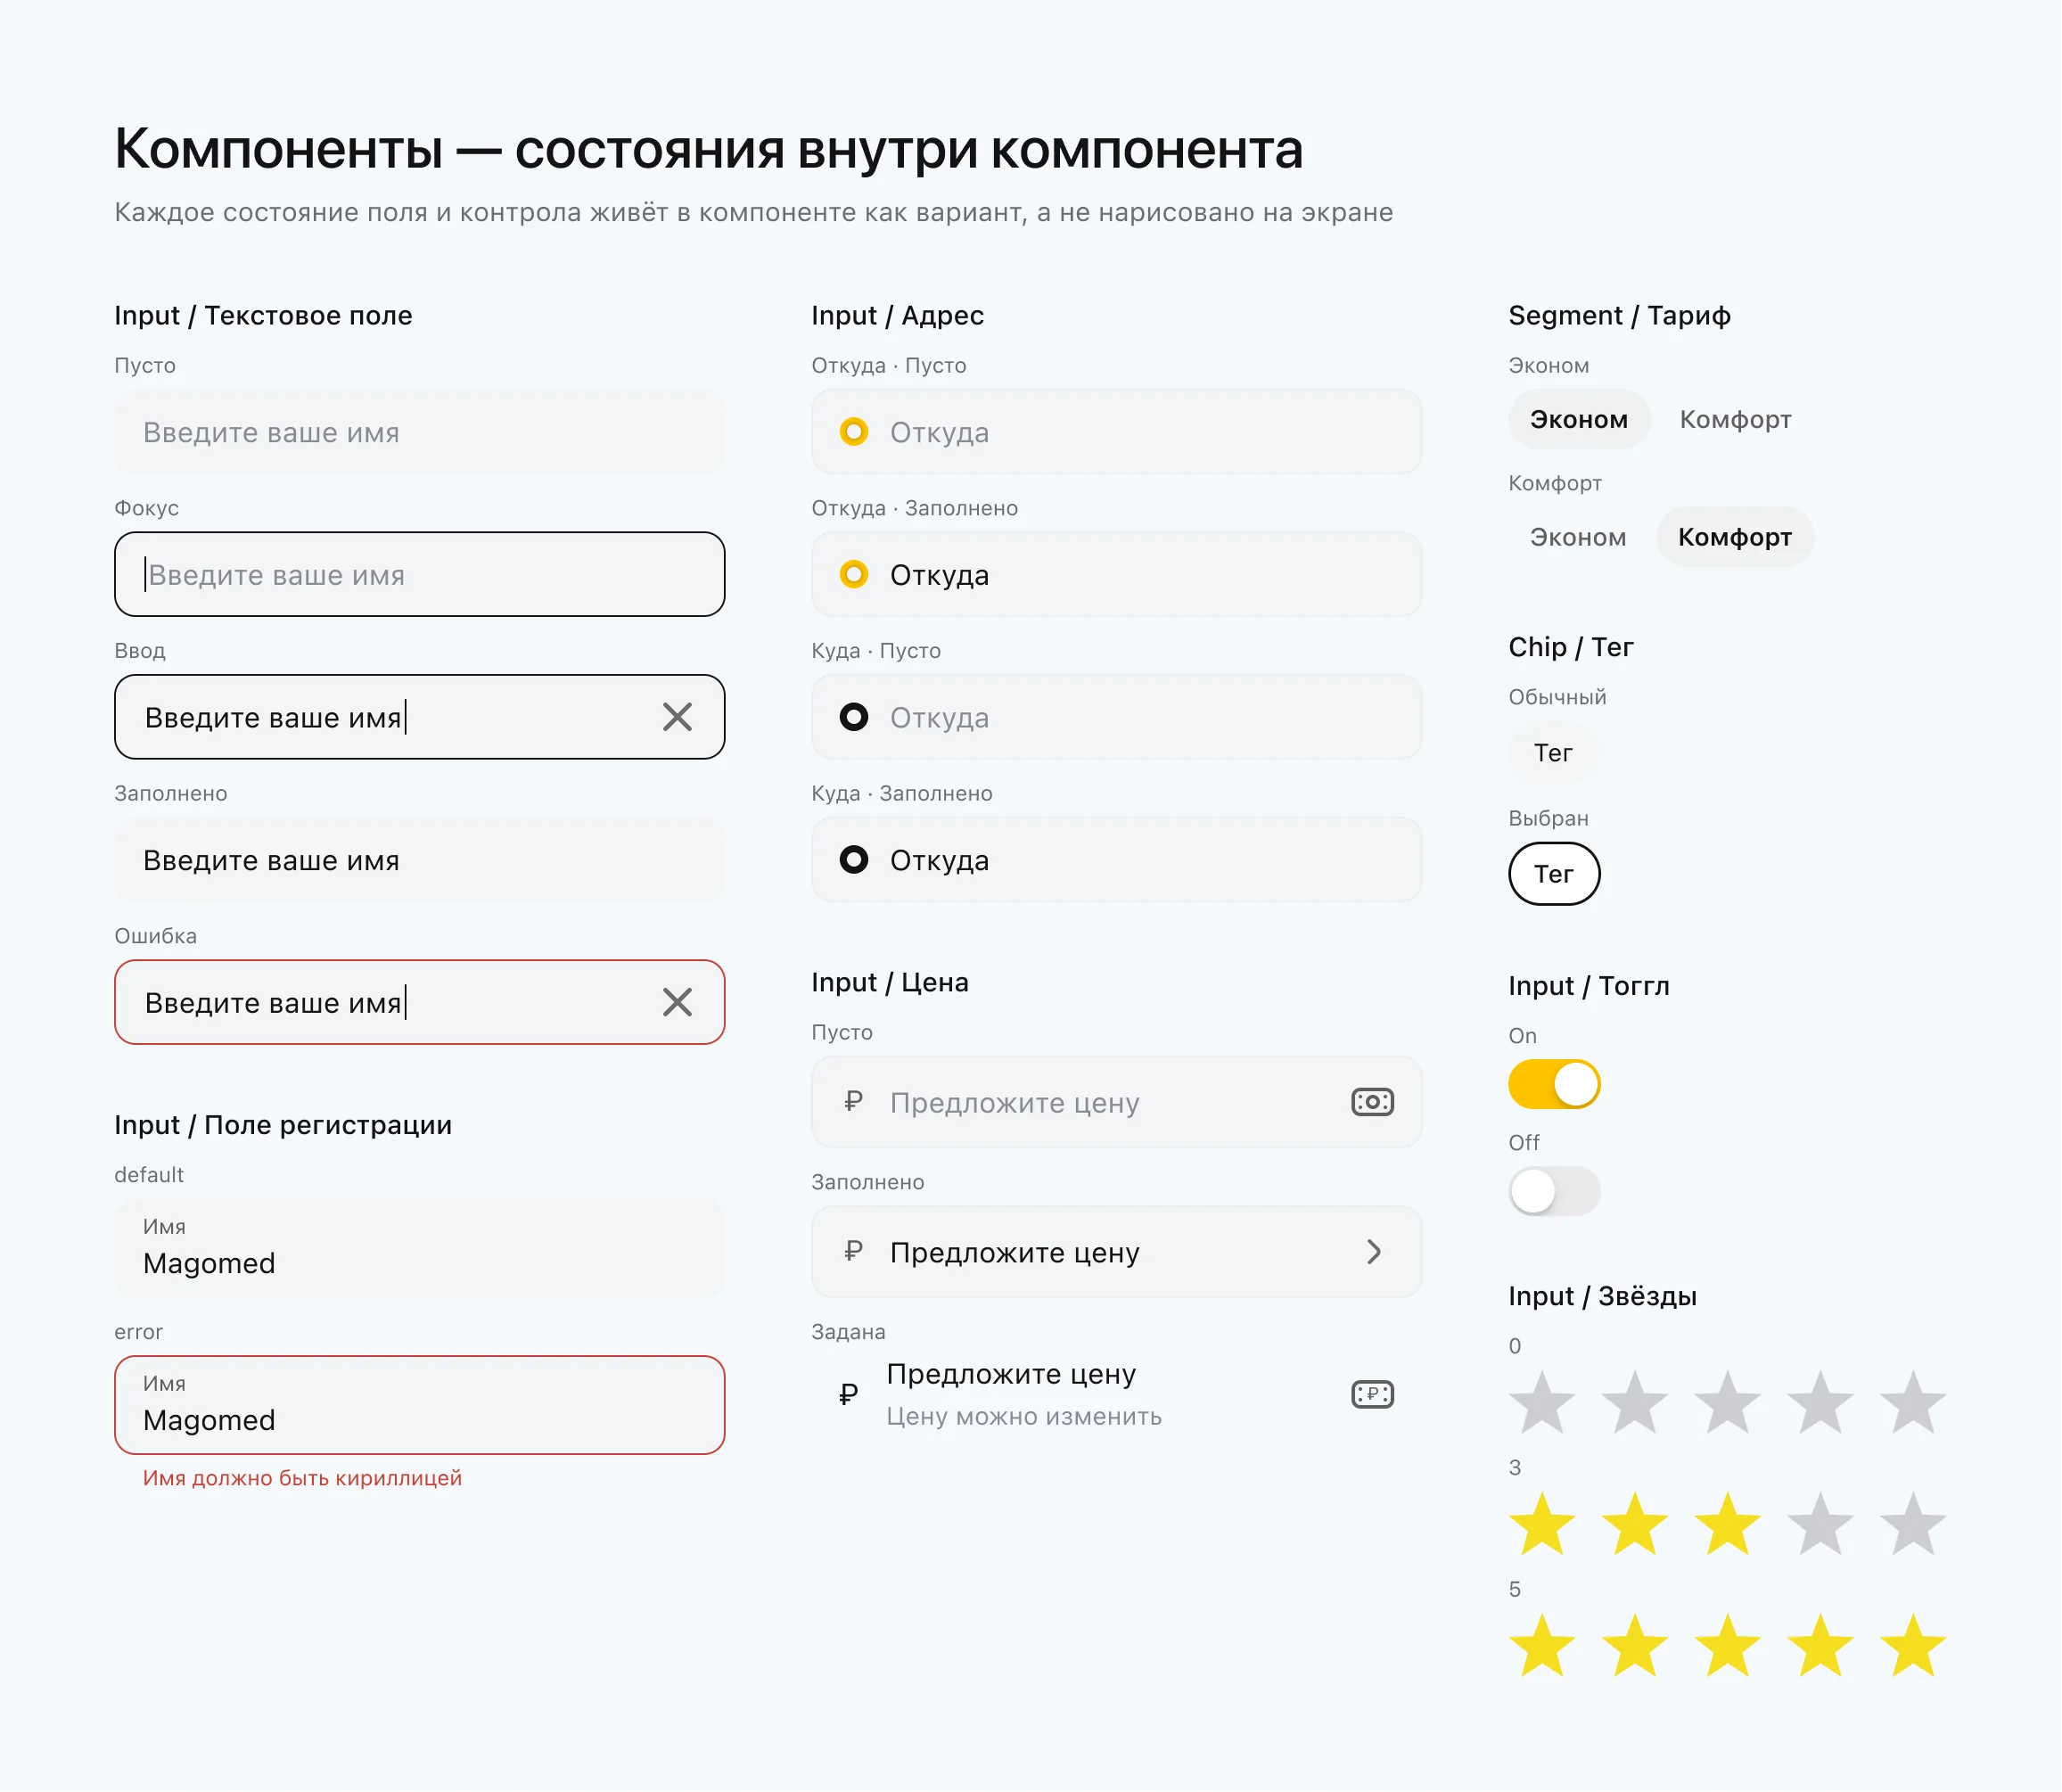 Компоненты — состояния внутри компонента
Каждое состояние поля и контрола живёт в компоненте как вариант, а не нарисовано на экране
Input / Текстовое поле
Пусто
Введите ваше имя
Фокус
Введите ваше имя
Ввод
Введите ваше имя
Заполнено
Введите ваше имя
Ошибка
Введите ваше имя
Input / Поле регистрации
default
Имя
Magomed
error
Имя
Magomed
Имя должно быть кириллицей
Input / Адрес
Откуда · Пусто
Откуда
Откуда · Заполнено
Откуда
Куда · Пусто
Откуда
Куда · Заполнено
Откуда
Input / Цена
Пусто
₽ Предложите цену
Заполнено
₽ Предложите цену
Задана
₽ Предложите цену ₽
Цену можно изменить
Segment / Тариф
Эконом
Эконом Комфорт
Комфорт
Эконом Комфорт
Chip / Тег
Обычный
Тег
Выбран
Тег
Input / Тоггл
On
Off
Input / Звёзды
0
3
5